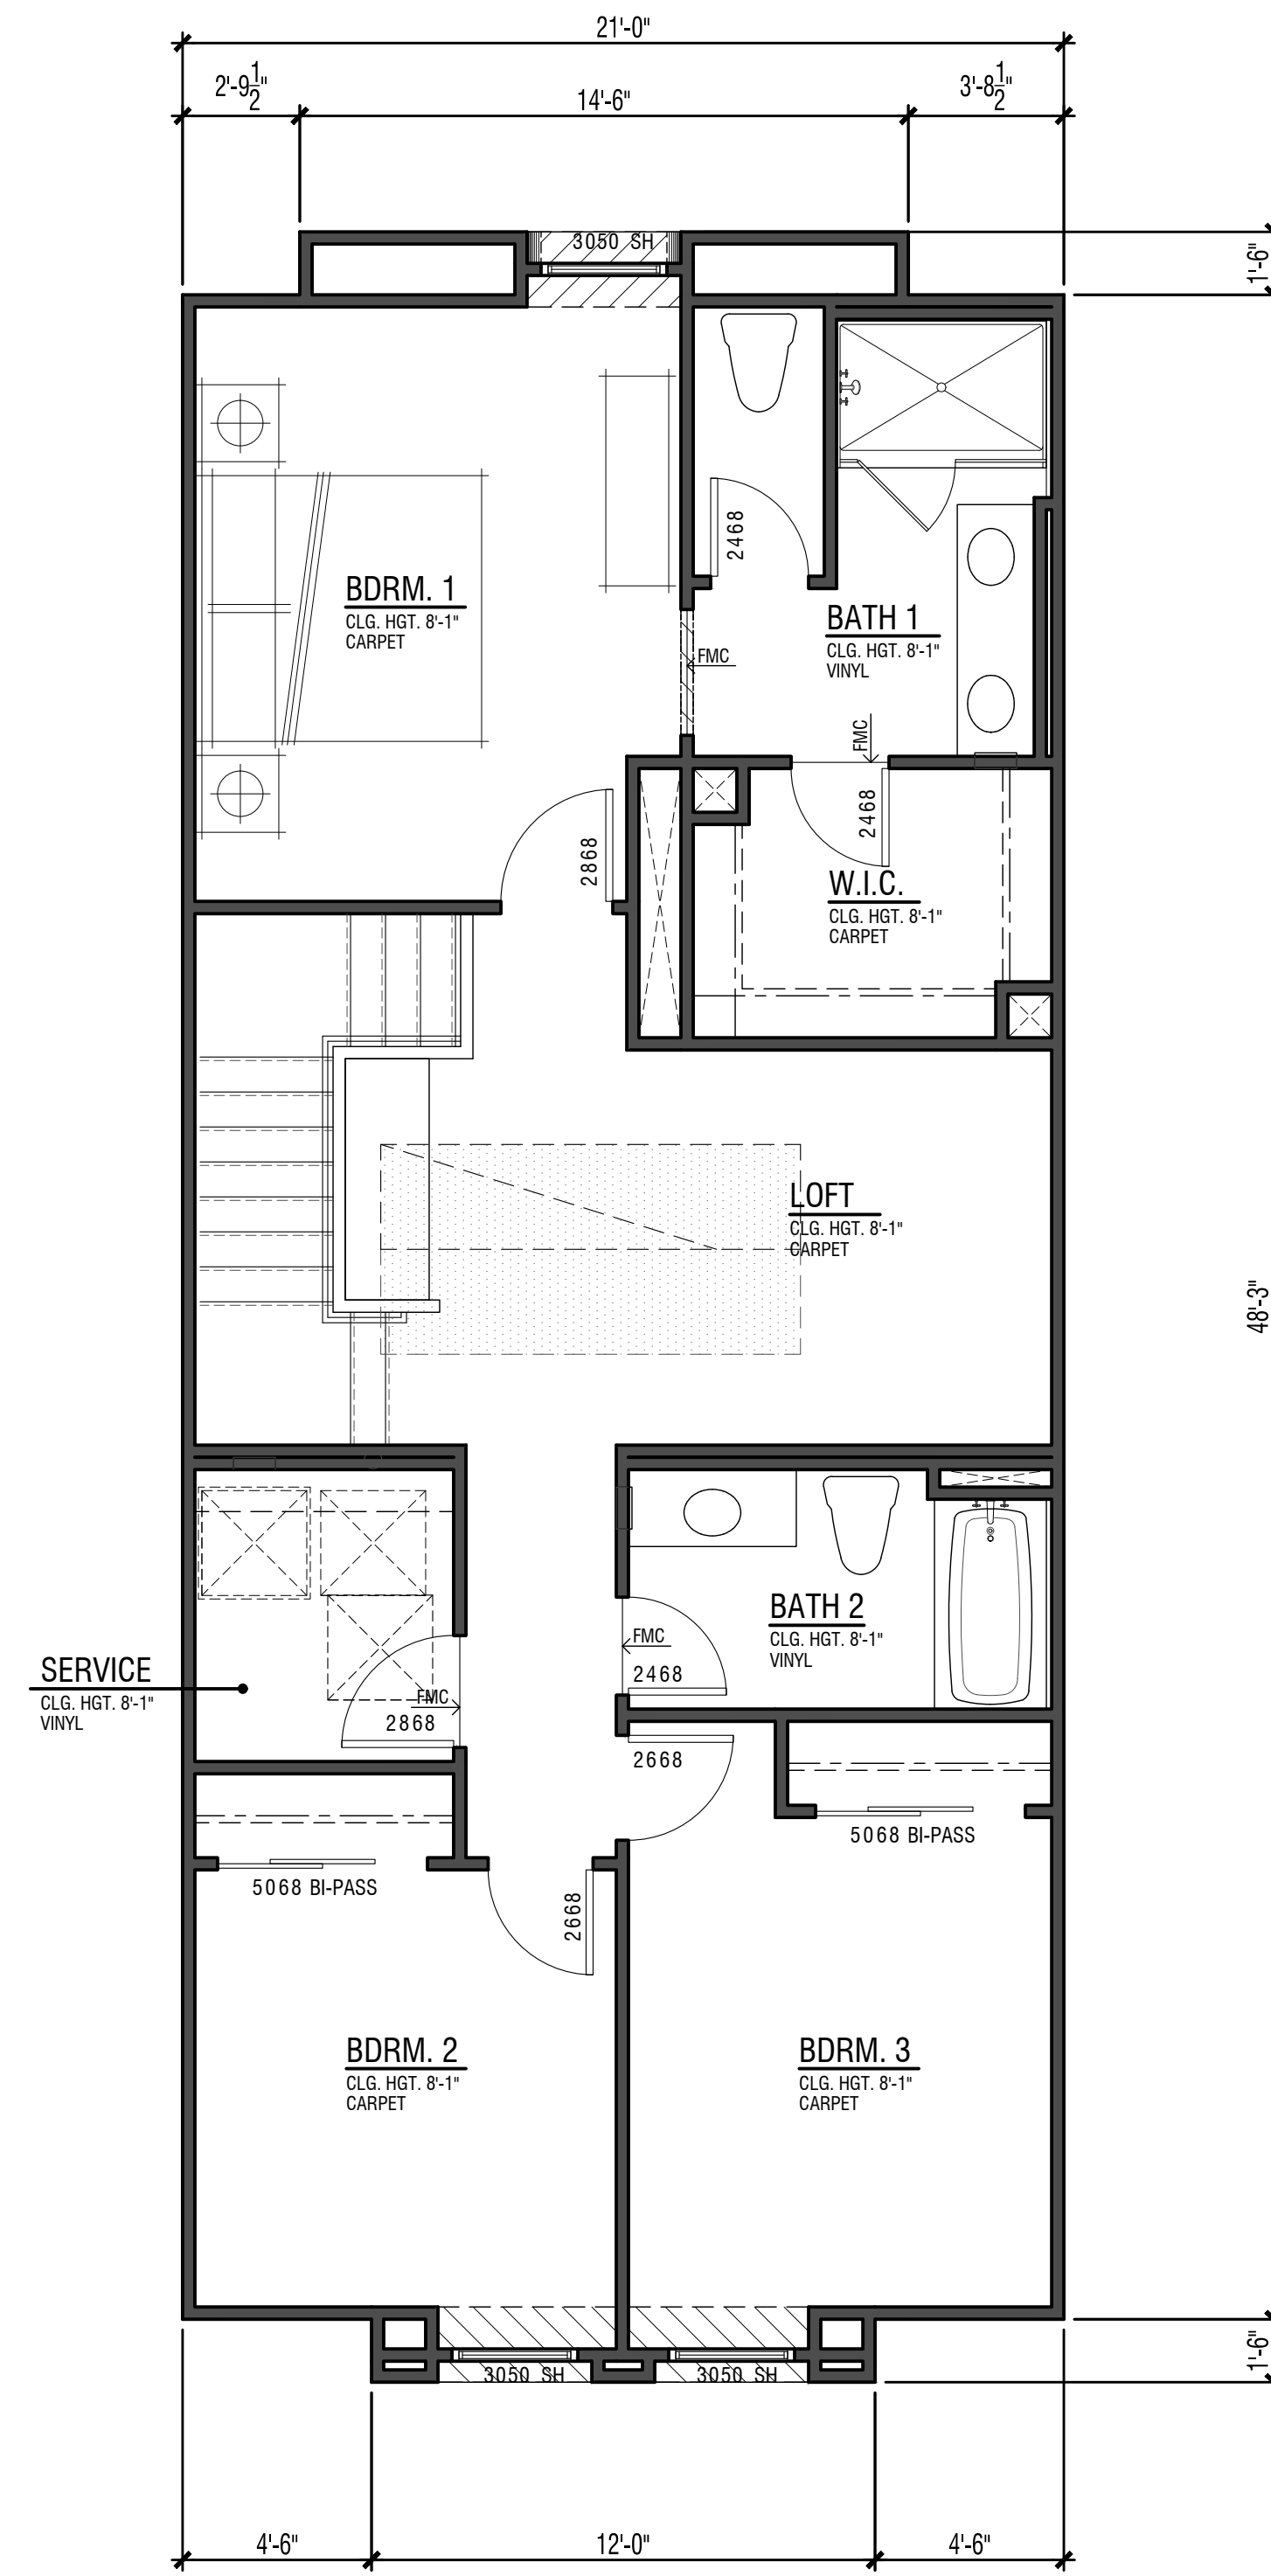 21'-0"
2'-9 1/2"
14'-6"
3'-8 1/2"
3050 SH
1'-6"
2468
BDRM. 1
CLG. HGT. 8'-1"
CARPET
BATH 1
CLG. HGT. 8'-1"
VINYL
FMC
FMC
2468
2868
W.I.C.
CLG. HGT. 8'-1"
CARPET
LOFT
CLG. HGT. 8'-1"
CARPET
48'-3"
BATH 2
CLG. HGT. 8'-1"
VINYL
FMC
2468
SERVICE
CLG. HGT. 8'-1"
VINYL
FMC
2868
2668
5068 BI-PASS
5068 BI-PASS
2668
BDRM. 2
CLG. HGT. 8'-1"
CARPET
BDRM. 3
CLG. HGT. 8'-1"
CARPET
3050 SH
3050 SH
1'-6"
4'-6"
12'-0"
4'-6"